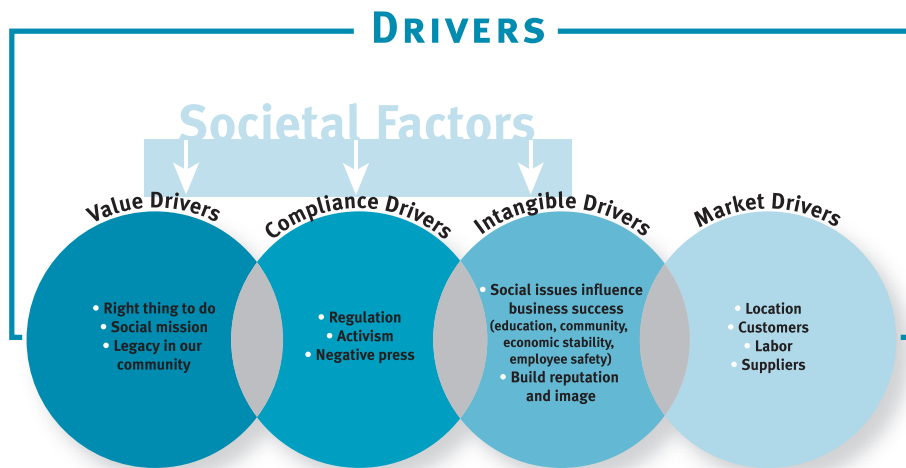 DRIVERS
Societal Factors
Value Drivers
• Right thing to do
• Social mission
• Legacy in our
community
Compliance Drivers
• Regulation
• Activism
• Negative press
Intangible Drivers
• Social issues influence
business success
(education, community,
economic stability,
employee safety)
• Build reputation
and image
Market Drivers
• Location
• Customers
• Labor
• Suppliers